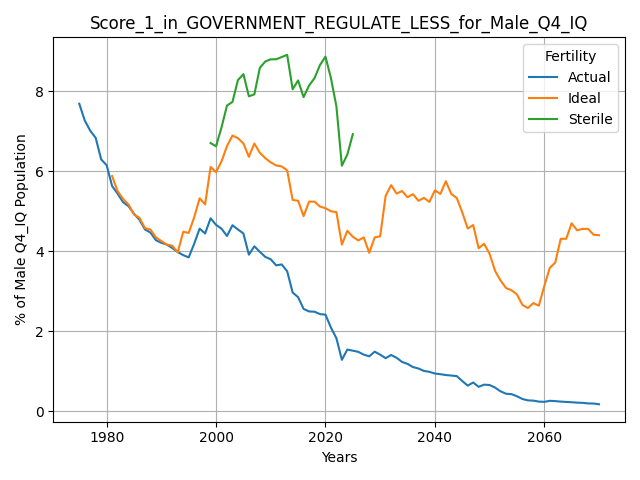 Score_1_in_GOVERNMENT_REGULATE_LESS_for_Male_Q4_IQ
Fertility
Actual
Ideal
Sterile
% of Male Q4_IQ Population
8
6
4
2
0
1980 2000 2020 2040 2060
Years